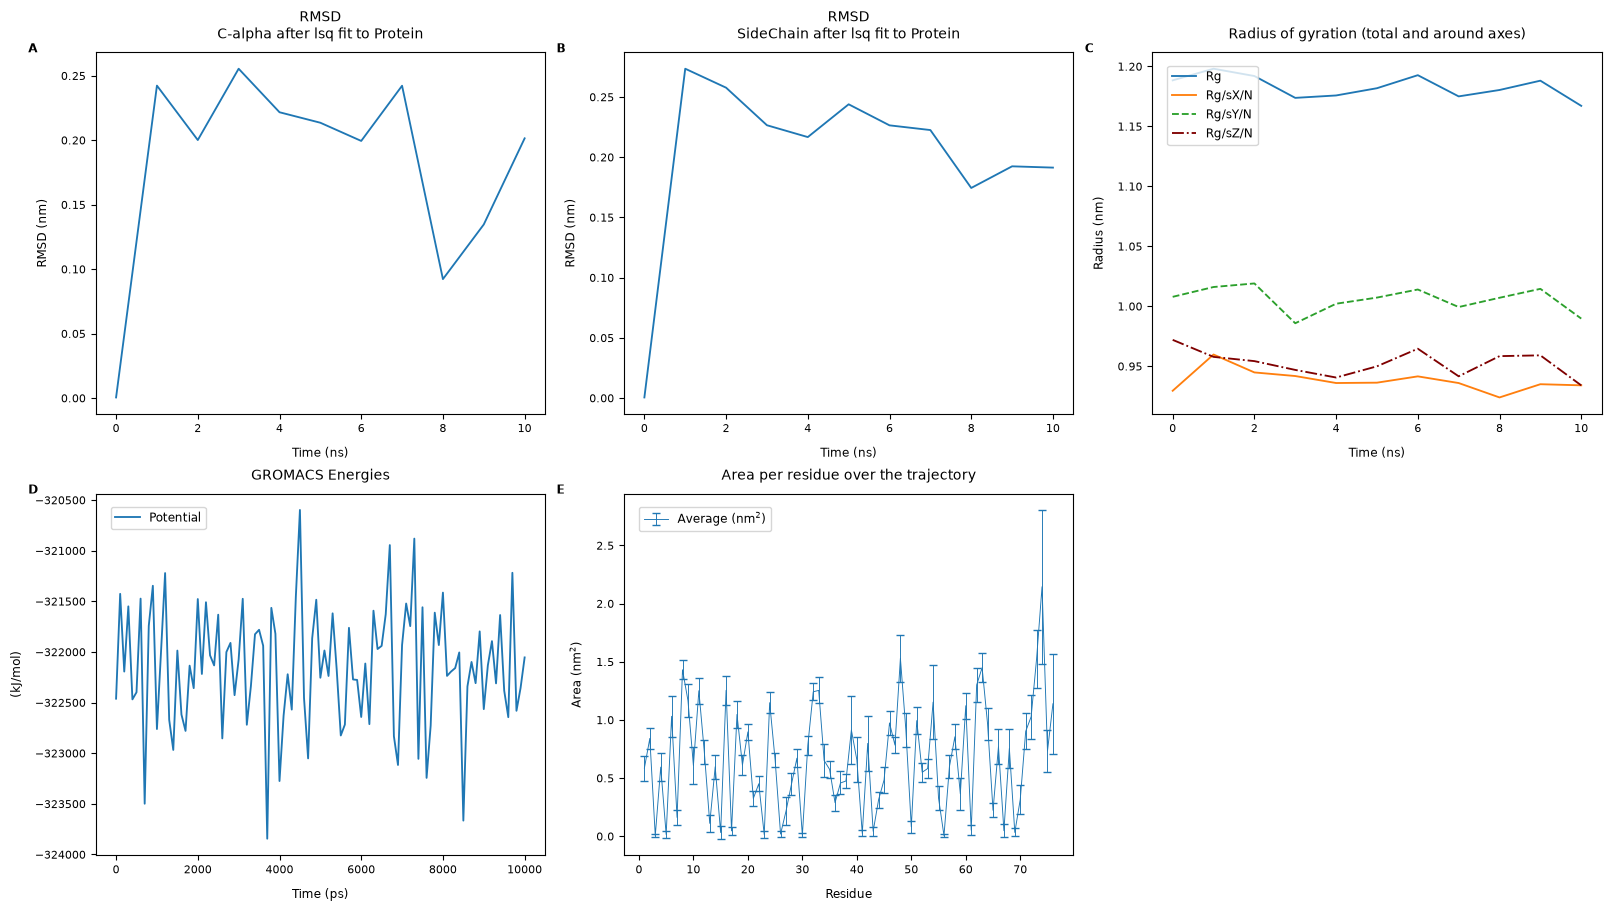 RMSD
C-alpha after lsq fit to Protein
A
0.25
0.20
0.15
0.10
0.05
0.00
RMSD (nm)
0 2 4 6 8 10
Time (ns)
RMSD
SideChain after lsq fit to Protein
B
0.25
0.20
0.15
0.10
0.05
0.00
RMSD (nm)
0 2 4 6 8 10
Time (ns)
Radius of gyration (total and around axes)
C
1.20
1.15
1.10
1.05
1.00
0.95
Radius (nm)
Rg
Rg/sX/N
Rg/sY/N
Rg/sZ/N
0 2 4 6 8 10
Time (ns)
GROMACS Energies
D
−320500
−321000
−321500
−322000
−322500
−323000
−323500
−324000
(kJ/mol)
Potential
0 2000 4000 6000 8000 10000
Time (ps)
Area per residue over the trajectory
E
2.5
2.0
1.5
1.0
0.5
0.0
Area (nm²)
Average (nm²)
0 10 20 30 40 50 60 70
Residue